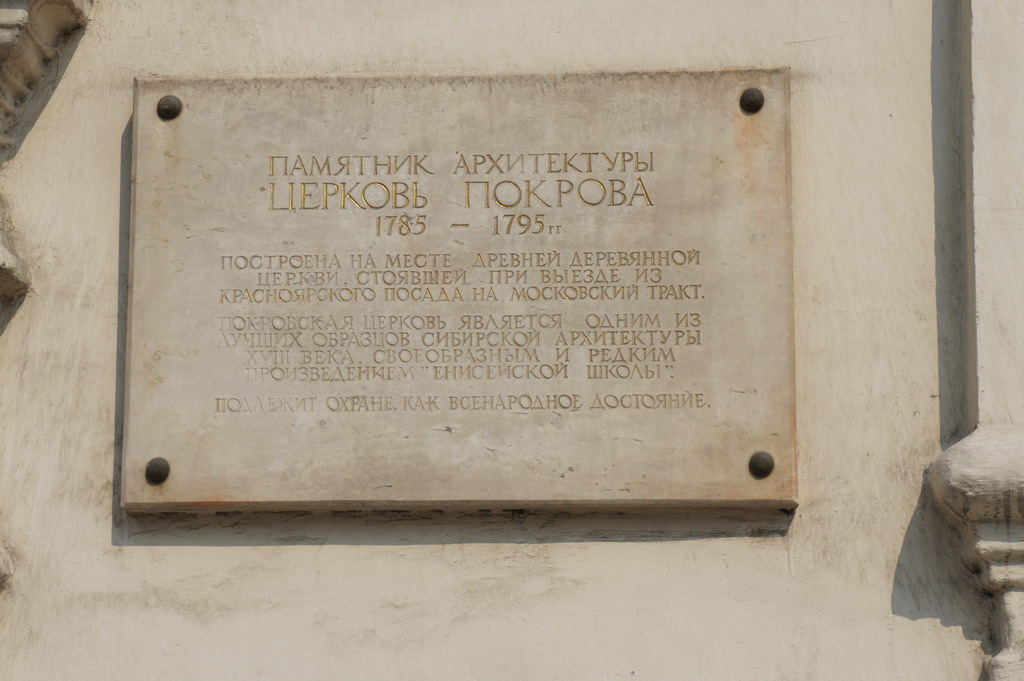 ПАМЯТНИК АРХИТЕКТУРЫ
ЦЕРКОВЬ ПОКРОВА
1785 – 1795гг
ПОСТРОЕНА НА МЕСТЕ ДРЕВНЕЙ ДЕРЕВЯННОЙ
ЦЕРКВИ, СТОЯВШЕЙ ПРИ ВЫЕЗДЕ ИЗ
КРАСНОЯРСКОГО ПОСАДА НА МОСКОВСКИЙ ТРАКТ.
ПОКРОВСКАЯ ЦЕРКОВЬ ЯВЛЯЕТСЯ ОДНИМ ИЗ
ЛУЧШИХ ОБРАЗЦОВ СИБИРСКОЙ АРХИТЕКТУРЫ
XVIII ВЕКА, СВОЕОБРАЗНЫМ И РЕДКИМ
ПРОИЗВЕДЕНИЕМ "ЕНИСЕЙСКОЙ ШКОЛЫ".
ПОДЛЕЖИТ ОХРАНЕ, КАК ВСЕНАРОДНОЕ ДОСТОЯНИЕ.